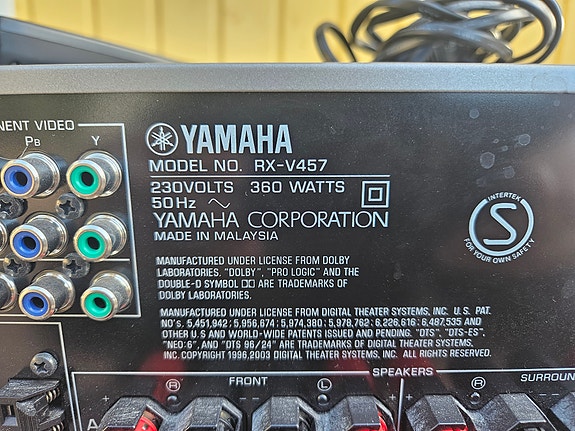 NENT VIDEO
PB
Y
YAMAHA
MODEL NO. RX-V457
230VOLTS 360 WATTS
50Hz
YAMAHA CORPORATION
MADE IN MALAYSIA
MANUFACTURED UNDER LICENSE FROM DOLBY
LABORATORIES. "DOLBY", "PRO LOGIC" AND THE
DOUBLE-D SYMBOL ARE TRADEMARKS OF
DOLBY LABORATORIES.
MANUFACTURED UNDER LICENSE FROM DIGITAL THEATER SYSTEMS, INC. U.S. PAT.
NO's. 5,451,942; 5,956,674; 5,974,380; 5,978,762; 6,226,616; 6,487,535 AND
OTHER U.S AND WORLD-WIDE PATENTS ISSUED AND PENDING. "DTS", "DTS-ES",
"NEO:6", AND "DTS 96/24" ARE TRADEMARKS OF DIGITAL THEATER SYSTEMS,
INC. COPYRIGHT 1996,2003 DIGITAL THEATER SYSTEMS, INC. ALL RIGHTS RESERVED.
INTERTEK
S
FOR YOUR OWN SAFETY
SPEAKERS
R FRONT L
R SURROUN
A